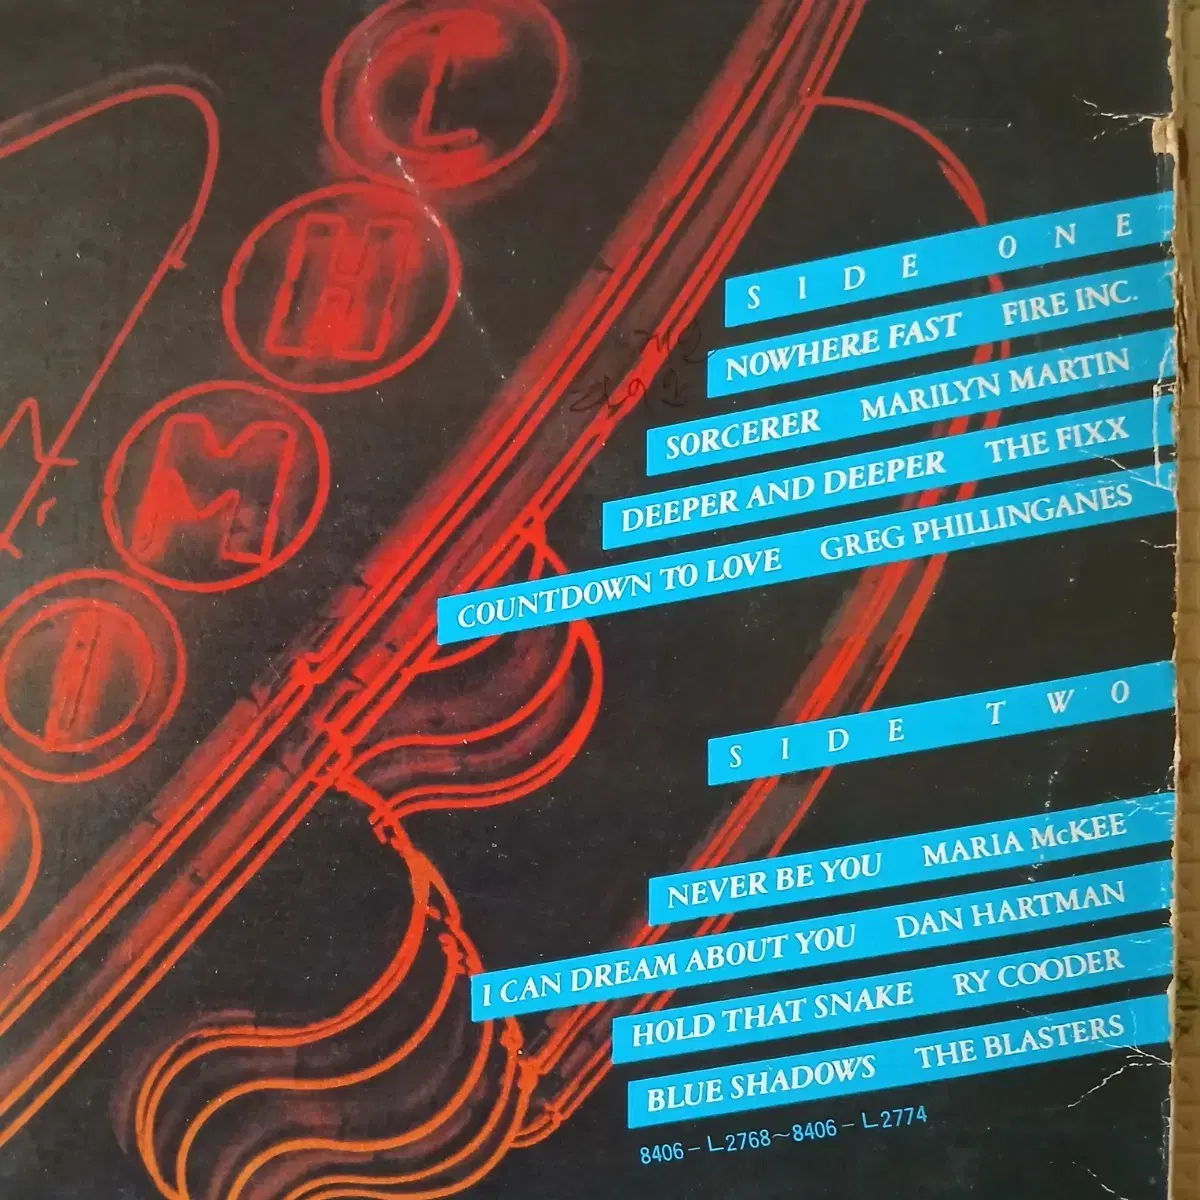 L
H
M
I
SIDE ONE
NOWHERE FAST FIRE INC.
SORCERER MARILYN MARTIN
DEEPER AND DEEPER THE FIXX
COUNTDOWN TO LOVE GREG PHILLINGANES
SIDE TWO
NEVER BE YOU MARIA McKEE
I CAN DREAM ABOUT YOU DAN HARTMAN
HOLD THAT SNAKE RY COODER
BLUE SHADOWS THE BLASTERS
8406-L2768~8406-L2774